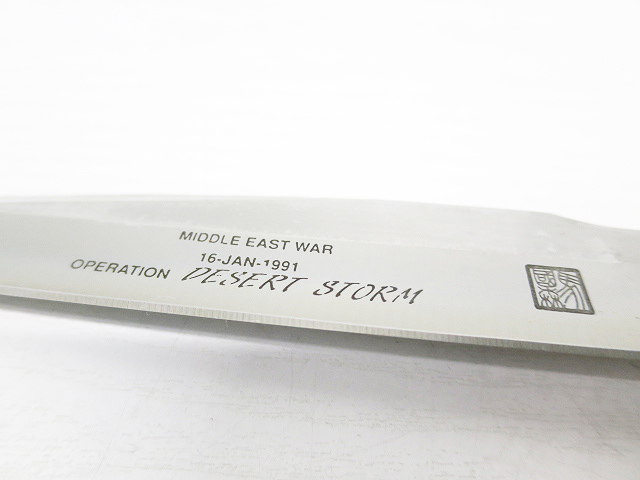 MIDDLE EAST WAR
16-JAN-1991
OPERATION DESERT STORM